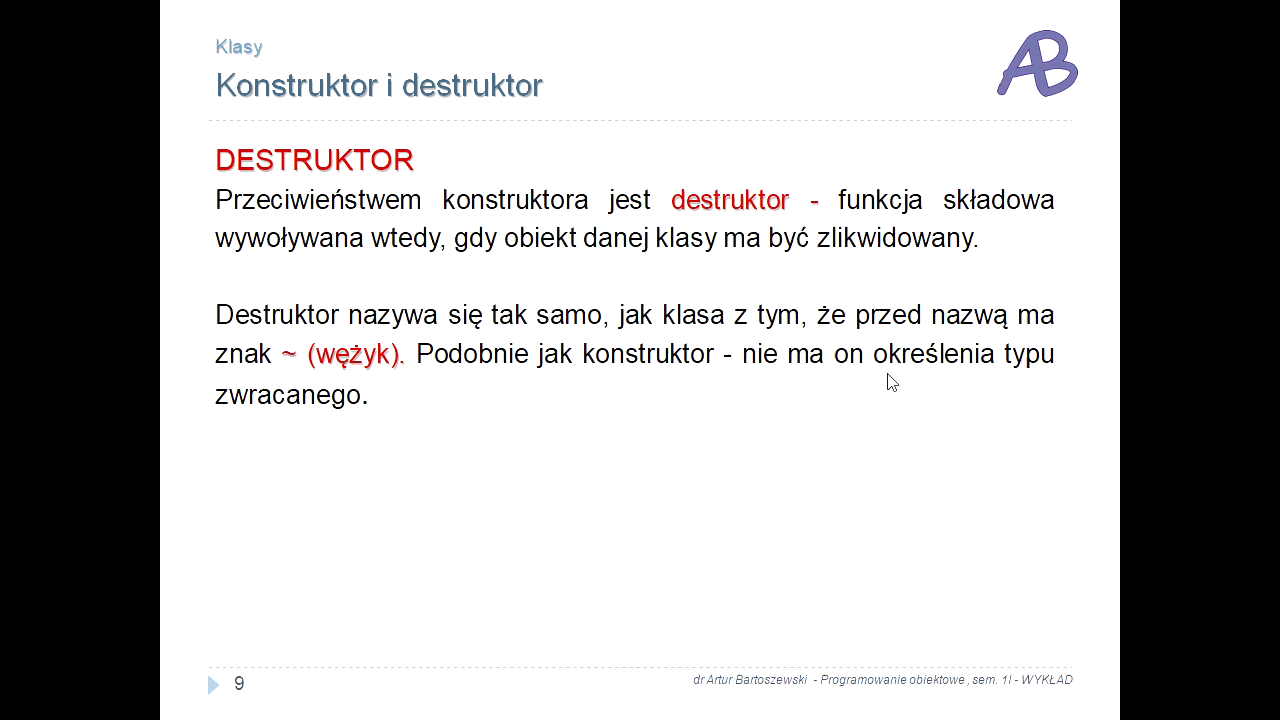 Klasy
Konstruktor i destruktor
AB
DESTRUKTOR
Przeciwieństwem konstruktora jest destruktor - funkcja składowa
wywoływana wtedy, gdy obiekt danej klasy ma być zlikwidowany.
Destruktor nazywa się tak samo, jak klasa z tym, że przed nazwą ma
znak ~ (wężyk). Podobnie jak konstruktor - nie ma on określenia typu
zwracanego.
9
dr Artur Bartoszewski - Programowanie obiektowe, sem. 1I - WYKŁAD